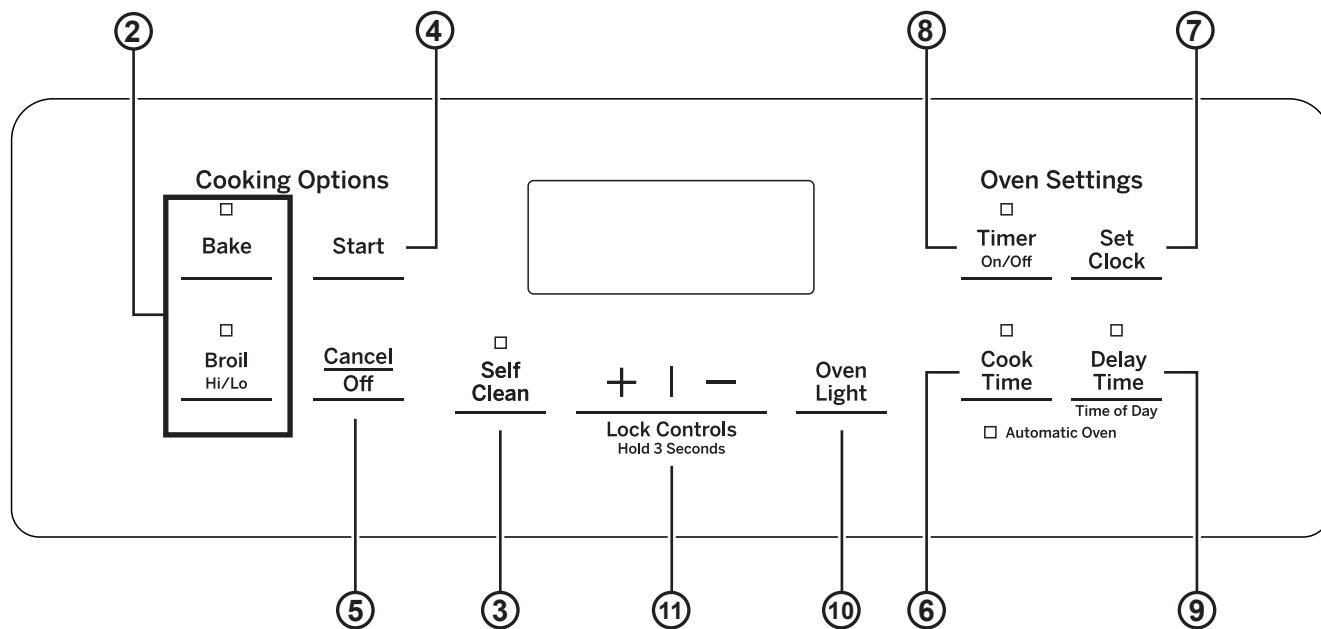 ② ④ ⑧ ⑦
Cooking Options
Oven Settings
Bake
Start
Timer
On/Off
Set
Clock
Broil
Hi/Lo
Cancel
Off
Self
Clean
+ | −
Lock Controls
Hold 3 Seconds
Oven
Light
Cook
Time
Delay
Time
Time of Day
Automatic Oven
⑤ ③ ⑪ ⑩ ⑥ ⑨